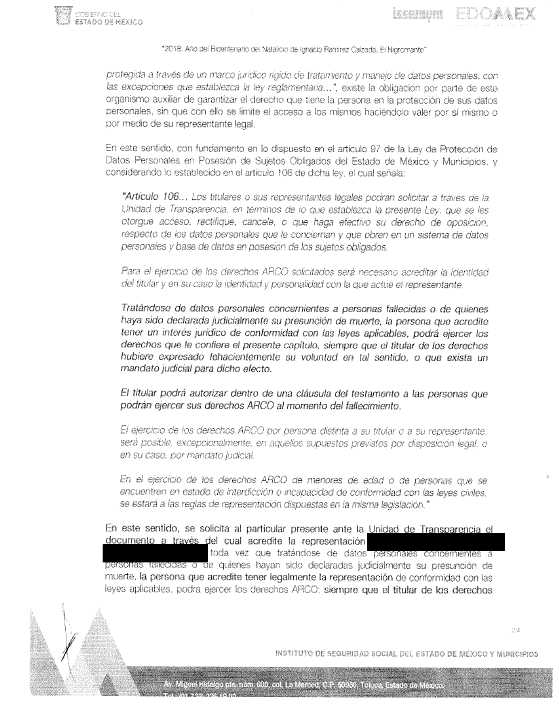 GOBIERNO DEL
ESTADO DE MÉXICO
issemym
EDOMEX
"2018. Año del Bicentenario del Natalicio de Ignacio Ramírez Calzada, El Nigromante"
protegida a través de un marco jurídico rígido de tratamiento y manejo de datos personales, con
las excepciones que establezca la ley reglamentaria...", existe la obligación por parte de este
organismo auxiliar de garantizar el derecho que tiene la persona en la protección de sus datos
personales, sin que con ello se limite el acceso a los mismos haciéndolo valer por sí mismo o
por medio de su representante legal.
En este sentido, con fundamento en lo dispuesto en el artículo 97 de la Ley de Protección de
Datos Personales en Posesión de Sujetos Obligados del Estado de México y Municipios, y
considerando lo establecido en el artículo 106 de dicha ley, el cual señala:
"Artículo 106... Los titulares o sus representantes legales podrán solicitar a través de la
Unidad de Transparencia, en términos de lo que establezca la presente Ley, que se les
otorgue acceso, rectifique, cancele, o que haga efectivo su derecho de oposición,
respecto de los datos personales que le conciernan y que obren en un sistema de datos
personales y base de datos en posesión de los sujetos obligados.
Para el ejercicio de los derechos ARCO solicitados será necesario acreditar la identidad
del titular y en su caso la identidad y personalidad con la que actúe el representante.
Tratándose de datos personales concernientes a personas fallecidas o de quienes
haya sido declarada judicialmente su presunción de muerte, la persona que acredite
tener un interés jurídico de conformidad con las leyes aplicables, podrá ejercer los
derechos que le confiere el presente capítulo, siempre que el titular de los derechos
hubiere expresado fehacientemente su voluntad en tal sentido, o que exista un
mandato judicial para dicho efecto.
El titular podrá autorizar dentro de una cláusula del testamento a las personas que
podrán ejercer sus derechos ARCO al momento del fallecimiento.
El ejercicio de los derechos ARCO por persona distinta a su titular o a su representante,
será posible, excepcionalmente, en aquellos supuestos previstos por disposición legal, o
en su caso, por mandato judicial.
En el ejercicio de los derechos ARCO de menores de edad o de personas que se
encuentren en estado de interdicción o incapacidad de conformidad con las leyes civiles,
se estará a las reglas de representación dispuestas en la misma legislación."
En este sentido, se solicita al particular presente ante la Unidad de Transparencia el
documento a través del cual acredite la representación
toda vez que tratándose de datos personales concernientes a
personas fallecidas o de quienes hayan sido declaradas judicialmente su presunción de
muerte, la persona que acredite tener legalmente la representación de conformidad con las
leyes aplicables, podrá ejercer los derechos ARCO; siempre que el titular de los derechos
24
INSTITUTO DE SEGURIDAD SOCIAL DEL ESTADO DE MÉXICO Y MUNICIPIOS
Av. Miguel Hidalgo pte. núm. 600, col. La Merced, C.P. 50080, Toluca, Estado de México.